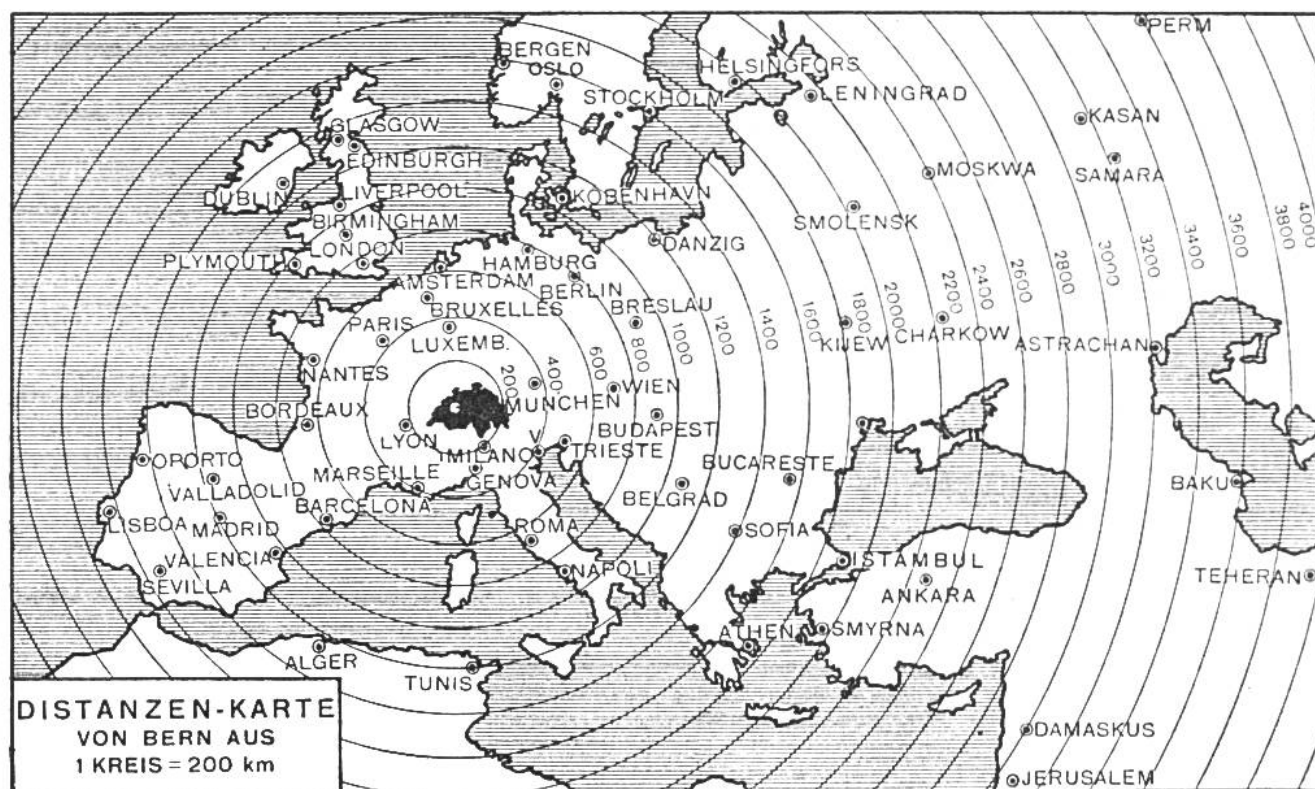 PERM
BERGEN
OSLO
HELSINGFORS
STOCKHOLM
LENINGRAD
KASAN
GLASGOW
EDINBURGH
MOSKWA
SAMARA
DUBLIN
LIVERPOOL
KÖBENHAVN
SMOLENSK
BIRMINGHAM
LONDON
DANZIG
PLYMOUTH
HAMBURG
AMSTERDAM
BERLIN
BRUXELLES
BRESLAU
PARIS
LUXEMB.
KIJEW
CHARKOW
ASTRACHAN
200
400
600
800
1000
1200
1400
1600
1800
2000
2200
2400
2600
2800
3000
3200
3400
3600
3800
4000
NANTES
WIEN
MÜNCHEN
BORDEAUX
BUDAPEST
LYON
V
MILANO
TRIESTE
OPORTO
MARSEILLE
GENOVA
BUCARESTE
VALLADOLID
BELGRAD
BAKU
LISBOA
MADRID
BARCELONA
ROMA
SOFIA
VALENCIA
ISTAMBUL
SEVILLA
NAPOLI
TEHERAN
ANKARA
ATHEN
SMYRNA
ALGER
TUNIS
DAMASKUS
JERUSALEM
DISTANZEN-KARTE
VON BERN AUS
1 KREIS = 200 km